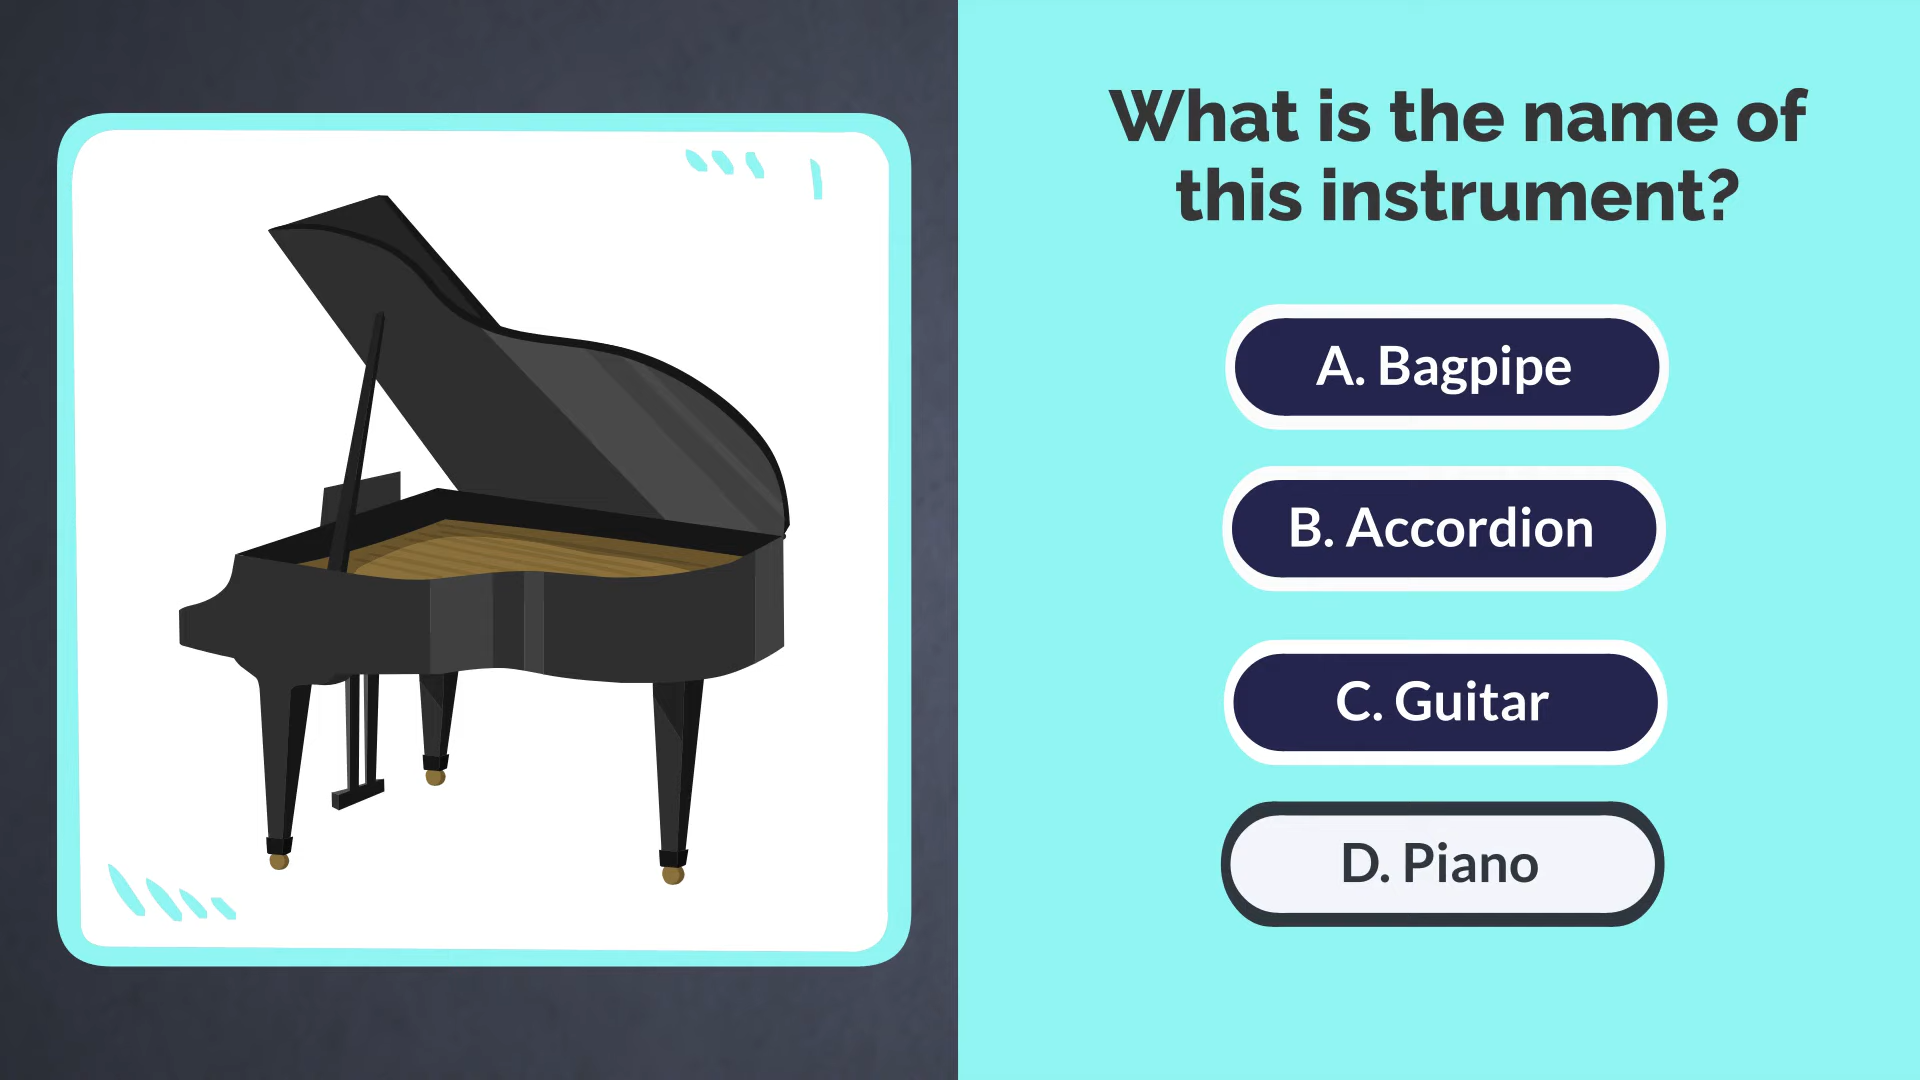 What is the name of
this instrument?
A. Bagpipe
B. Accordion
C. Guitar
D. Piano